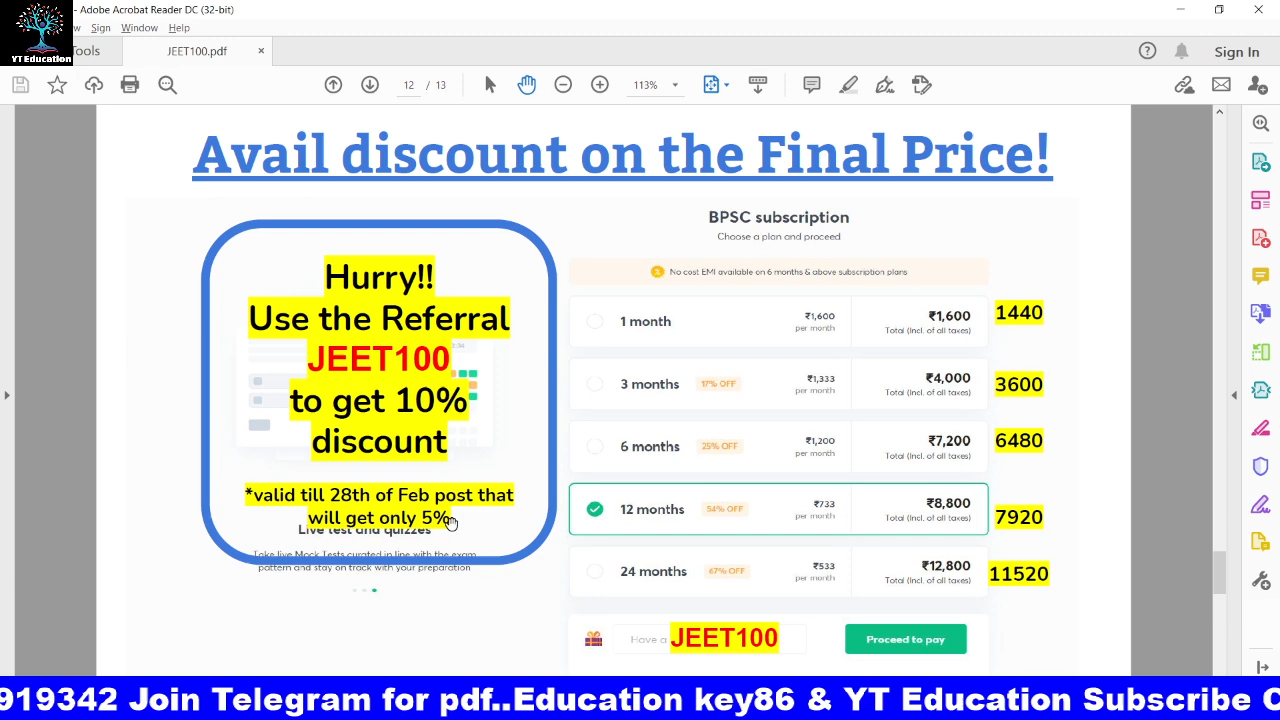 - Adobe Acrobat Reader DC (32-bit)
w Sign Window Help
YT Education
Tools
JEET100.pdf
Sign In
12 / 13
113%
Avail discount on the Final Price!
Hurry!!
Use the Referral
JEET100
to get 10%
discount
*valid till 28th of Feb post that
will get only 5%
Live test and quizzes
Take live Mock Tests curated in line with the exam
pattern and stay on track with your preparation
BPSC subscription
Choose a plan and proceed
No cost EMI available on 6 months & above subscription plans
1 month ₹1,600 ₹1,600 1440
per month Total (Incl. of all taxes)
3 months 17% OFF ₹1,333 ₹4,000 3600
per month Total (Incl. of all taxes)
6 months 25% OFF ₹1,200 ₹7,200 6480
per month Total (Incl. of all taxes)
12 months 54% OFF ₹733 ₹8,800 7920
per month Total (Incl. of all taxes)
24 months 67% OFF ₹533 ₹12,800 11520
per month Total (Incl. of all taxes)
Have a JEET100
Proceed to pay
919342 Join Telegram for pdf..Education key86 & YT Education Subscribe